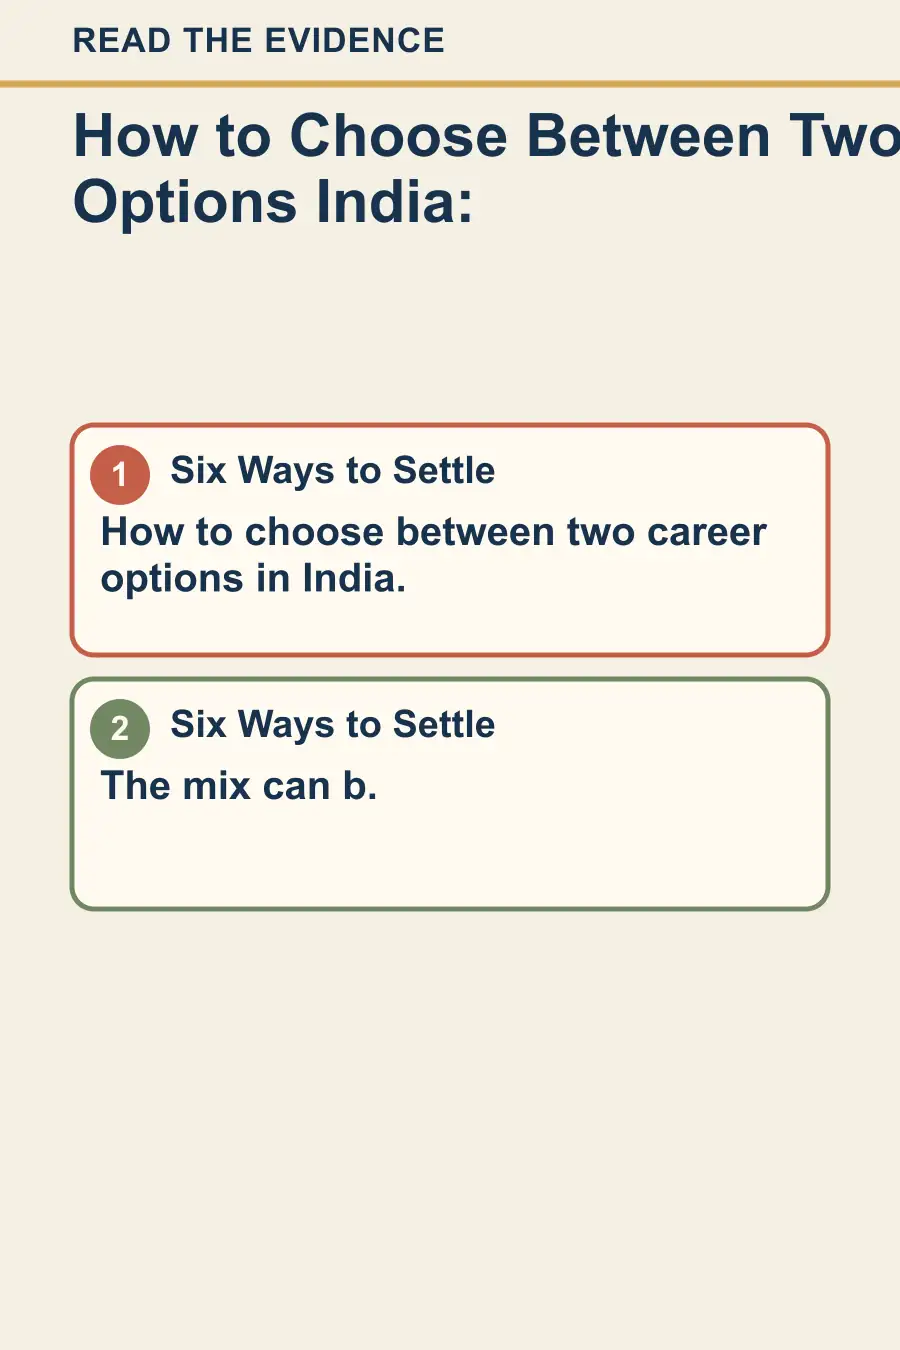 READ THE EVIDENCE
How to Choose Between Two
Options India:
1 Six Ways to Settle
How to choose between two career
options in India.
2 Six Ways to Settle
The mix can b.